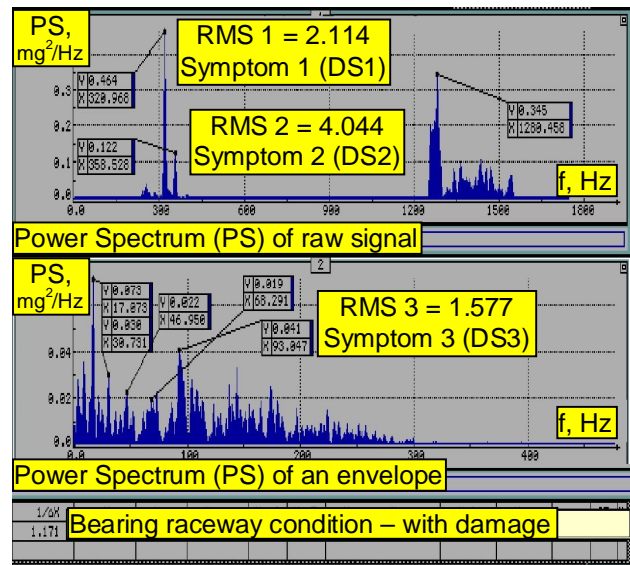 PS,
mg²/Hz
RMS 1 = 2.114
Symptom 1 (DS1)
Y 0.464
X 320.968
0.3
RMS 2 = 4.044
Symptom 2 (DS2)
Y 0.345
X 1280.458
Y 0.122
X 358.528
0.2
0.1
0.0
f, Hz
0.0 300 600 900 1200 1500 1800
Power Spectrum (PS) of raw signal
2
PS,
mg²/Hz
Y 0.073
X 17.073
Y 0.030
X 30.731
Y 0.022
X 46.950
Y 0.019
X 68.291
Y 0.041
X 93.047
RMS 3 = 1.577
Symptom 3 (DS3)
0.04
0.02
0.0
f, Hz
0.0 100 200 300 400
Power Spectrum (PS) of an envelope
1/ΔX
1.171
Bearing raceway condition – with damage